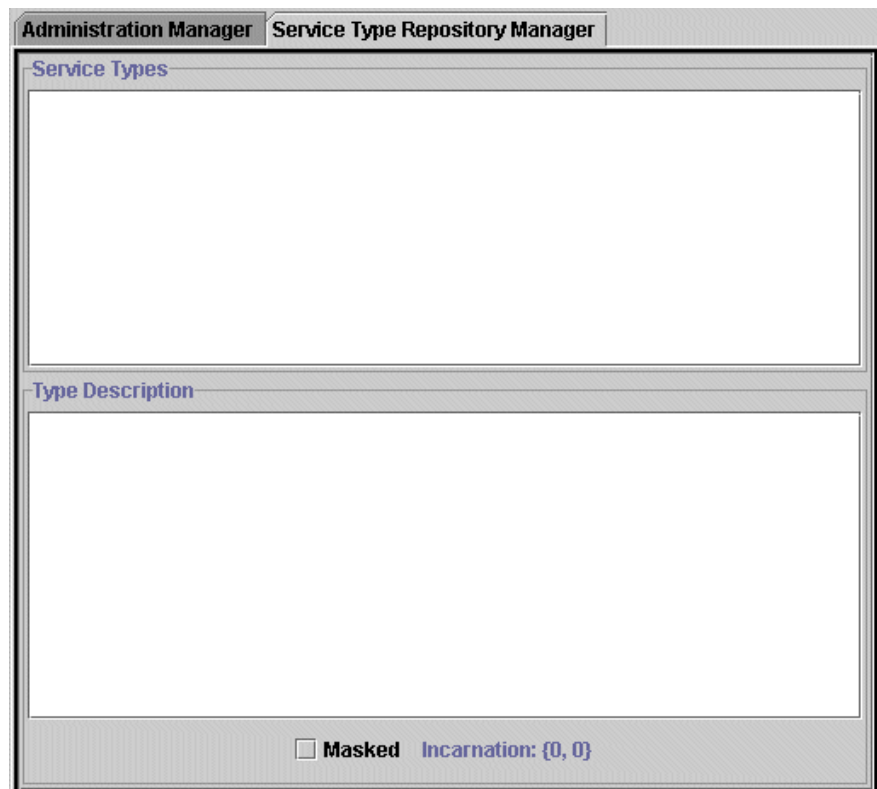 Administration Manager Service Type Repository Manager
Service Types
Type Description
Masked Incarnation: {0, 0}